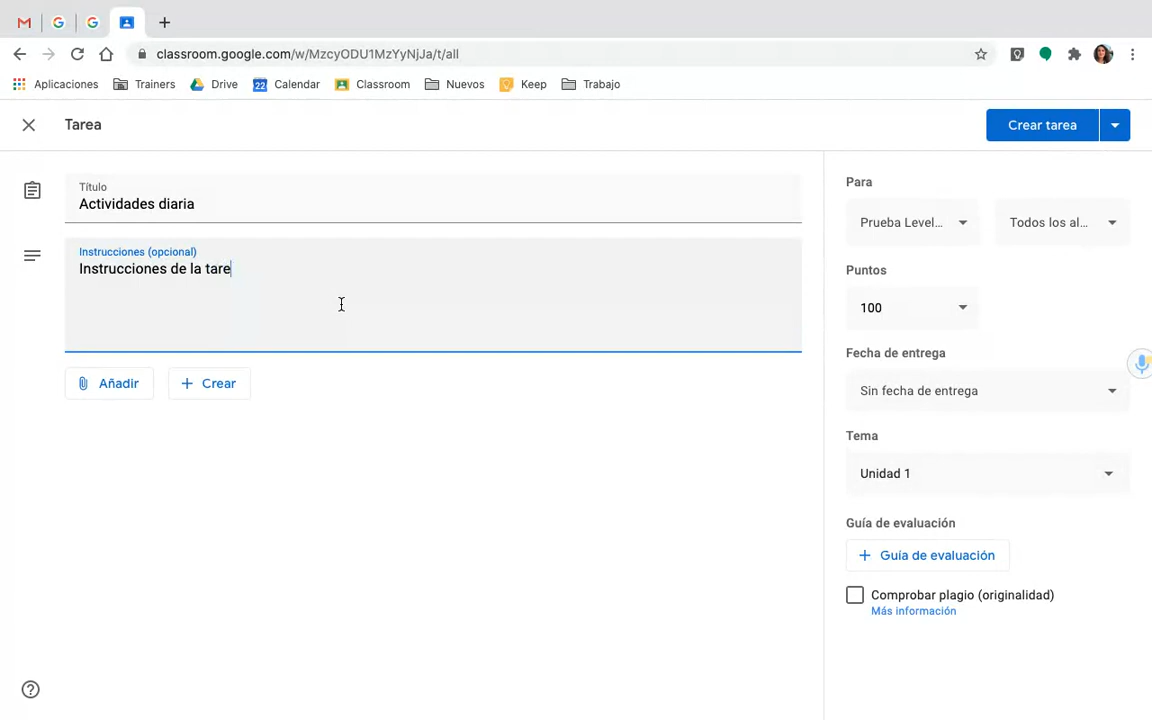 classroom.google.com/w/MzcyODU1MzYyNjJa/t/all
Aplicaciones Trainers Drive 22 Calendar Classroom Nuevos Keep Trabajo
Tarea
Crear tarea
Título
Actividades diaria
Instrucciones (opcional)
Instrucciones de la tare
Añadir
Crear
Para
Prueba Level...
Todos los al...
Puntos
100
Fecha de entrega
Sin fecha de entrega
Tema
Unidad 1
Guía de evaluación
Guía de evaluación
Comprobar plagio (originalidad)
Más información